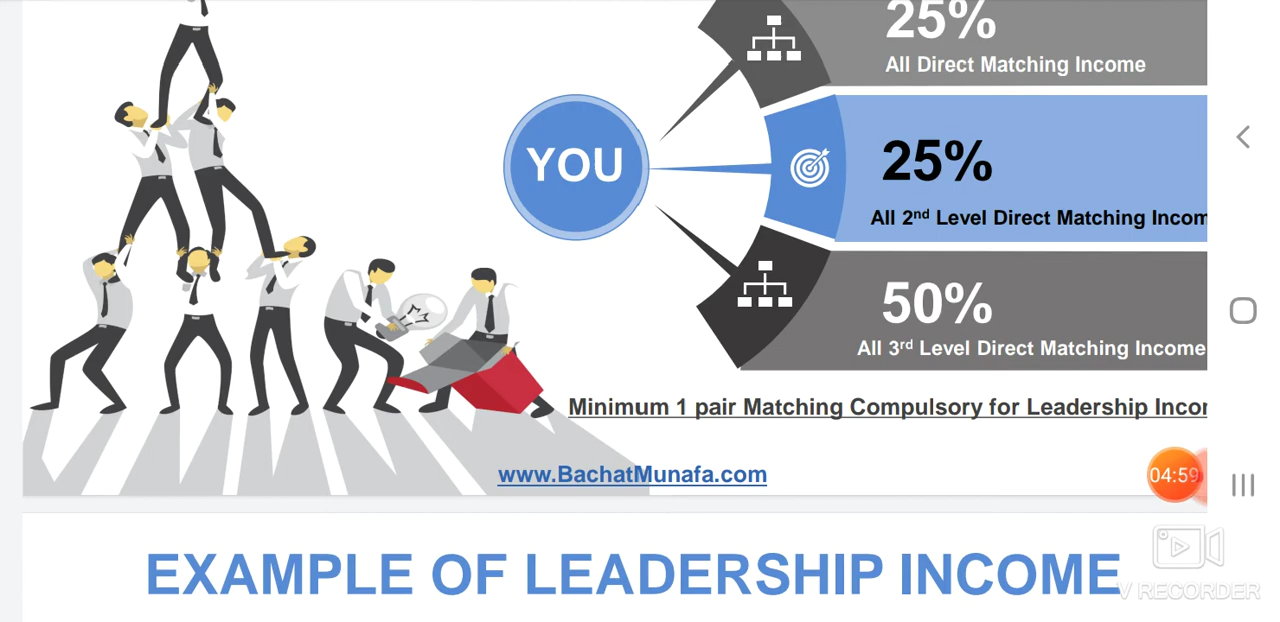 25%
All Direct Matching Income
YOU
25%
All 2nd Level Direct Matching Incom
50%
All 3rd Level Direct Matching Income
Minimum 1 pair Matching Compulsory for Leadership Incor
www.BachatMunafa.com
04:59
EXAMPLE OF LEADERSHIP INCOME
V RECORDER